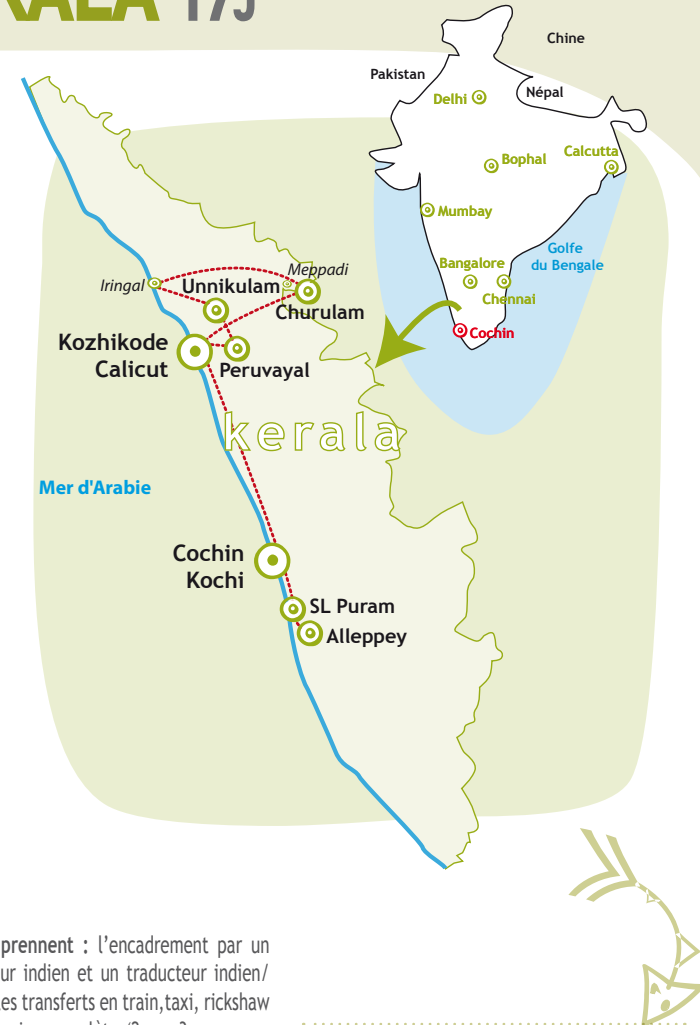 17J
Chine
Pakistan
Népal
Delhi
Calcutta
Bophal
Mumbay
Golfe
du Bengale
Bangalore
Chennai
Cochin
Meppadi
Iringal
Unnikulam
Churulam
Kozhikode
Calicut
Peruvayal
kerala
Mer d'Arabie
Cochin
Kochi
SL Puram
Alleppey
prennent : l’encadrement par un
ur indien et un traducteur indien/
es transferts en train,taxi, rickshaw